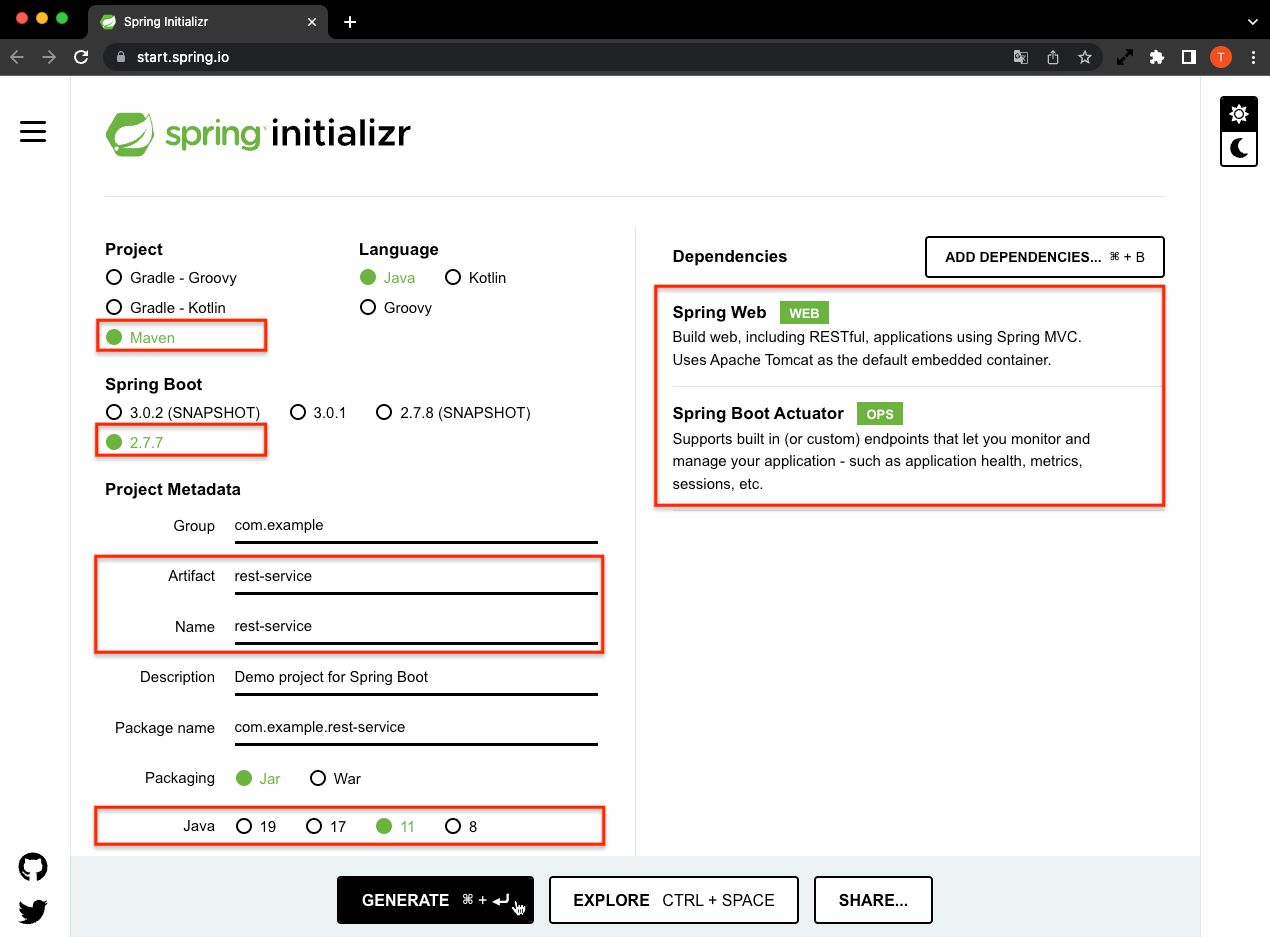 Spring Initializr
start.spring.io
T
spring initializr
Project
Language
Gradle - Groovy
Java
Kotlin
Gradle - Kotlin
Groovy
Maven
Spring Boot
3.0.2 (SNAPSHOT)
3.0.1
2.7.8 (SNAPSHOT)
2.7.7
Project Metadata
Group
com.example
Artifact
rest-service
Name
rest-service
Description
Demo project for Spring Boot
Package name
com.example.rest-service
Packaging
Jar
War
Java
19
17
11
8
Dependencies
ADD DEPENDENCIES... ⌘ + B
Spring Web WEB
Build web, including RESTful, applications using Spring MVC.
Uses Apache Tomcat as the default embedded container.
Spring Boot Actuator OPS
Supports built in (or custom) endpoints that let you monitor and
manage your application - such as application health, metrics,
sessions, etc.
GENERATE ⌘ + ↵
EXPLORE CTRL + SPACE
SHARE...